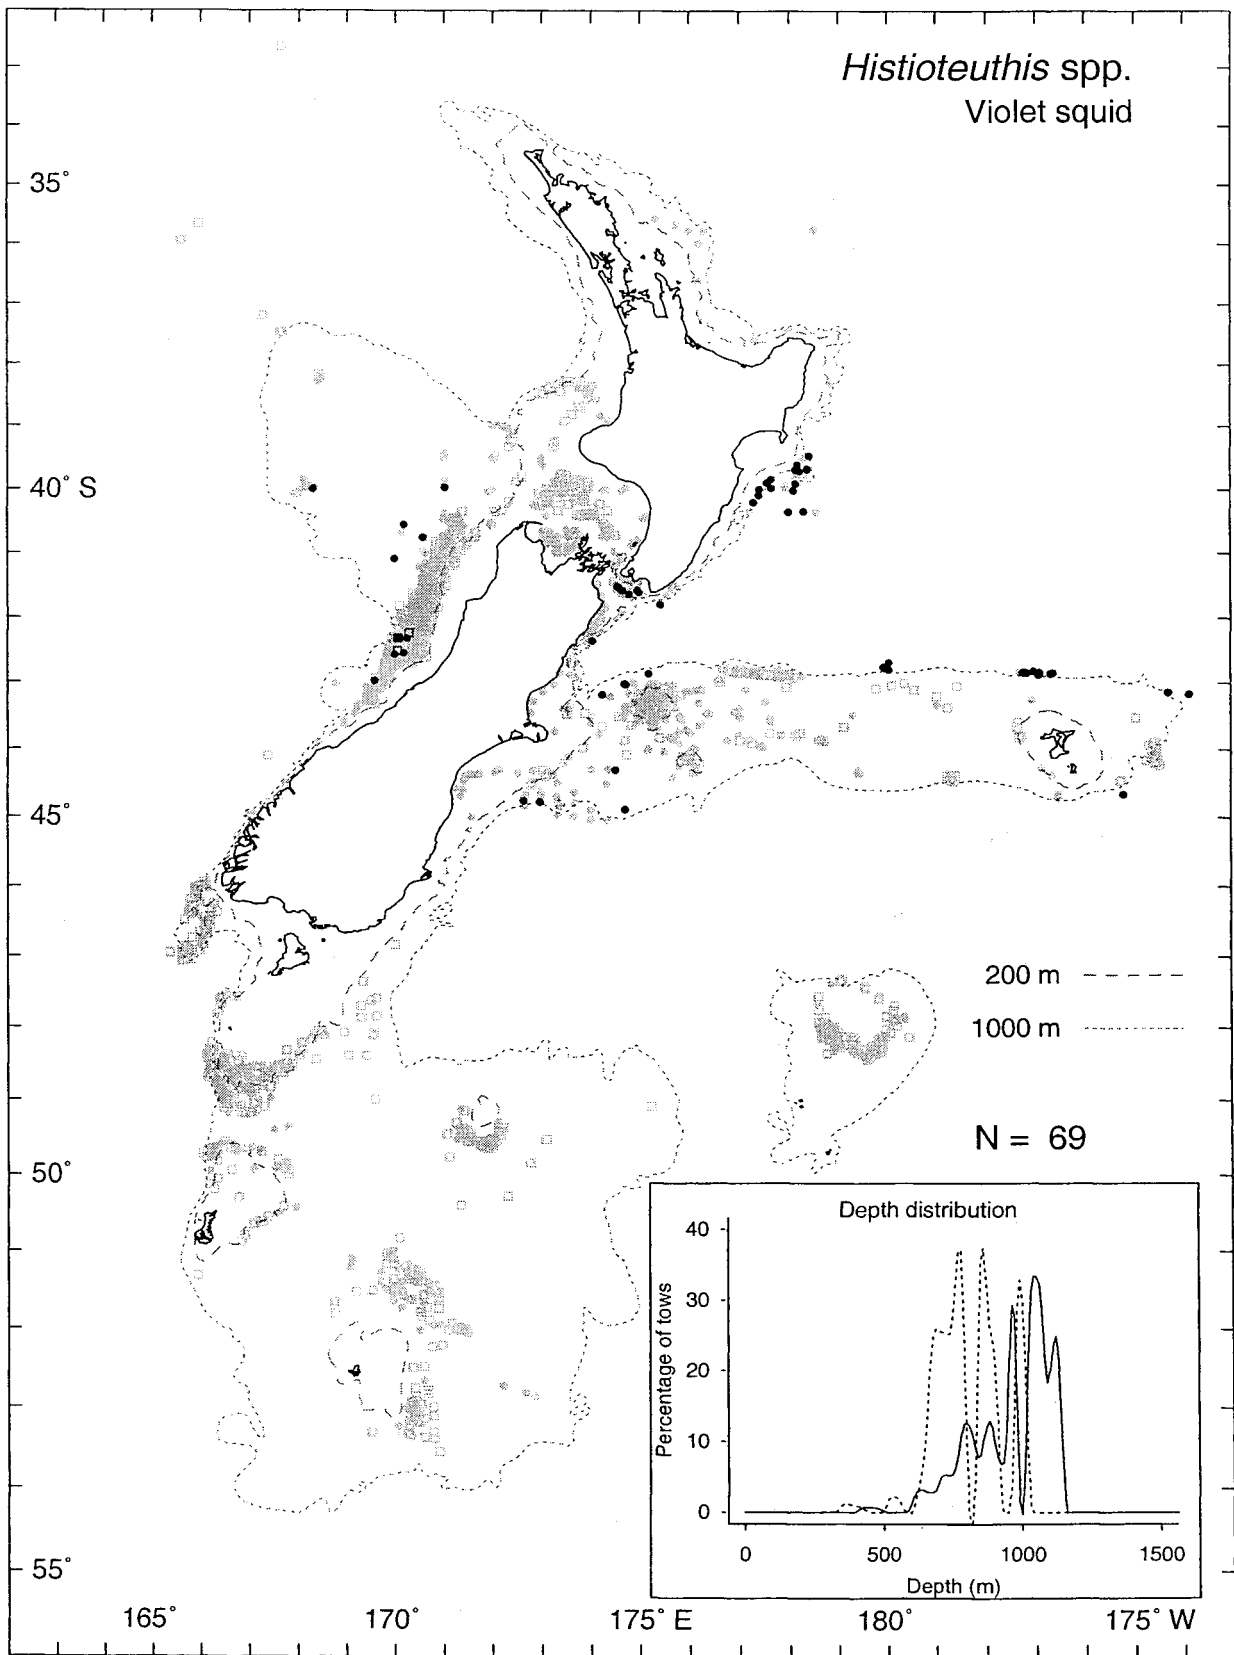 Histioteuthis spp.
Violet squid
35°
40° S
45°
50°
55°
200 m
1000 m
N = 69
Depth distribution
Percentage of tows
40
30
20
10
0
0 500 1000 1500
Depth (m)
165° 170° 175° E 180° 175° W